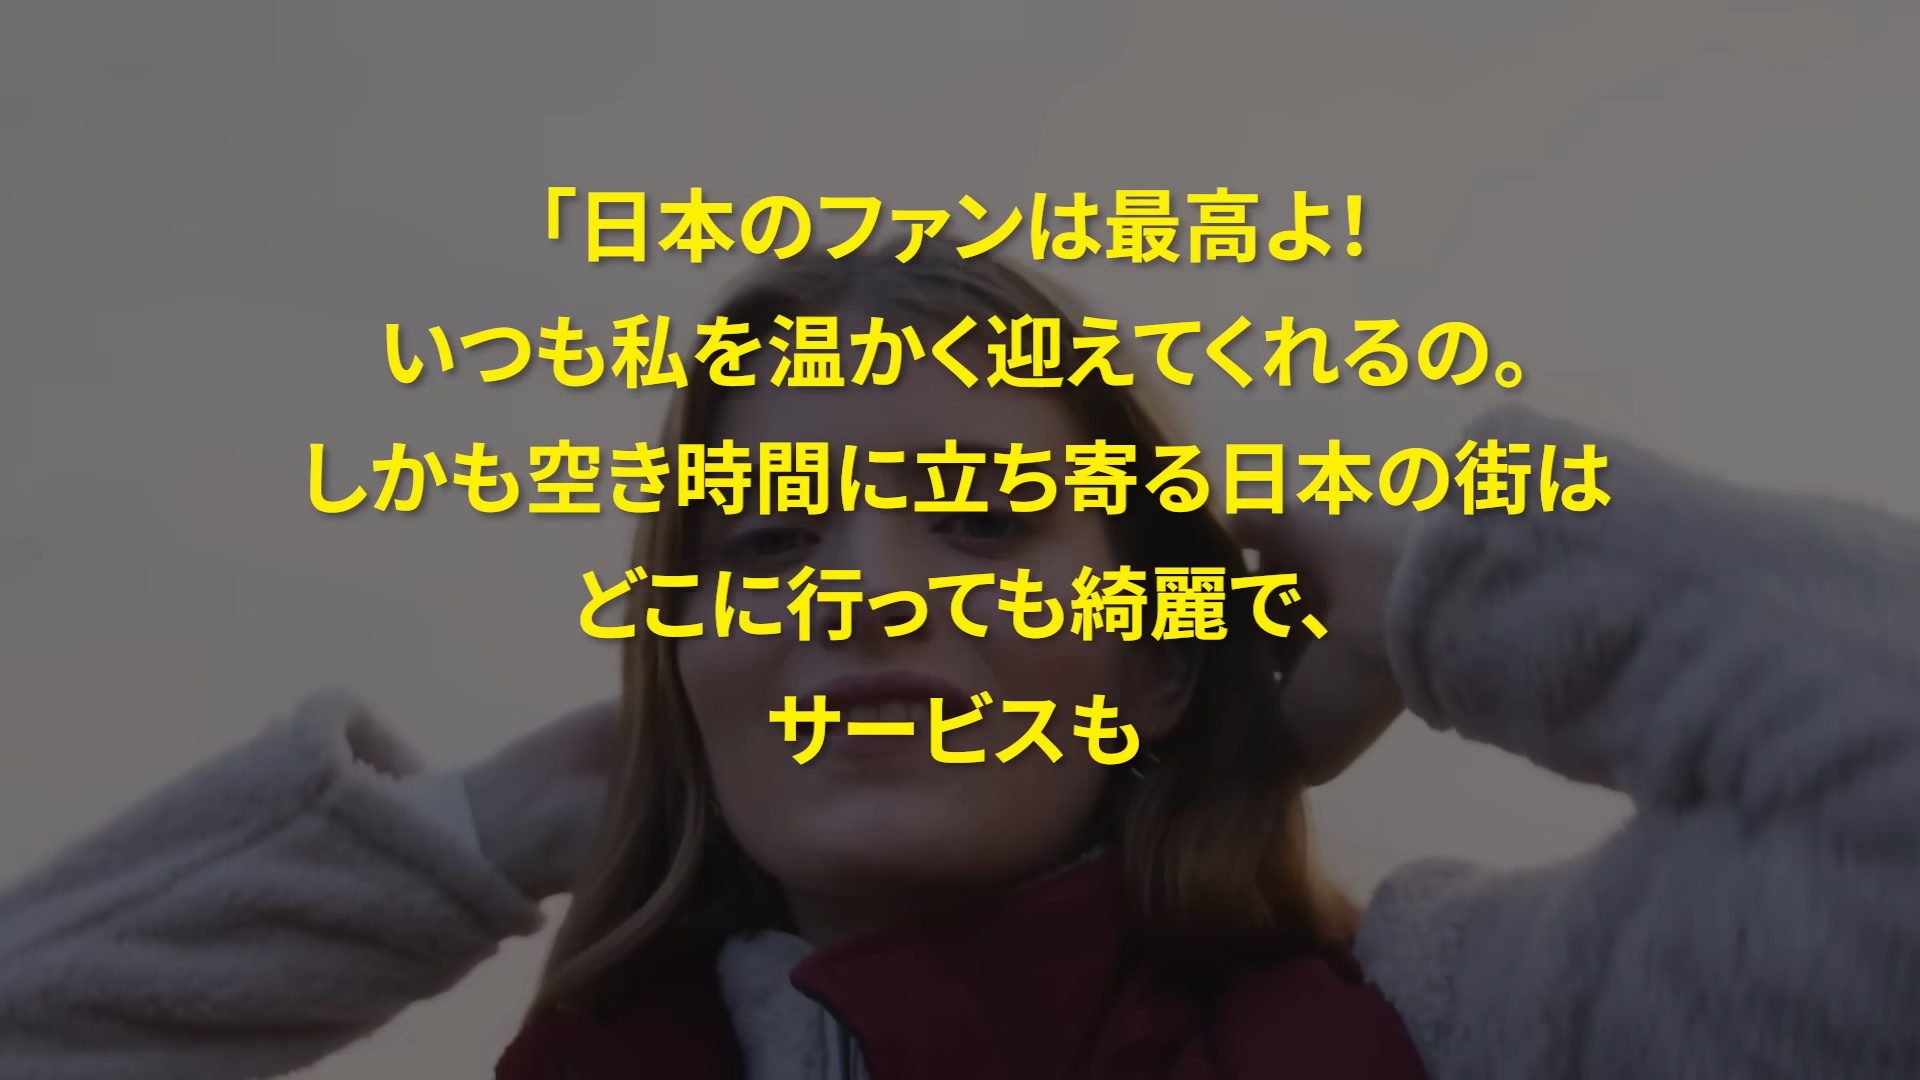 「日本のファンは最高よ！
いつも私を温かく迎えてくれるの。
しかも空き時間に立ち寄る日本の街は
どこに行っても綺麗で、
サービスも